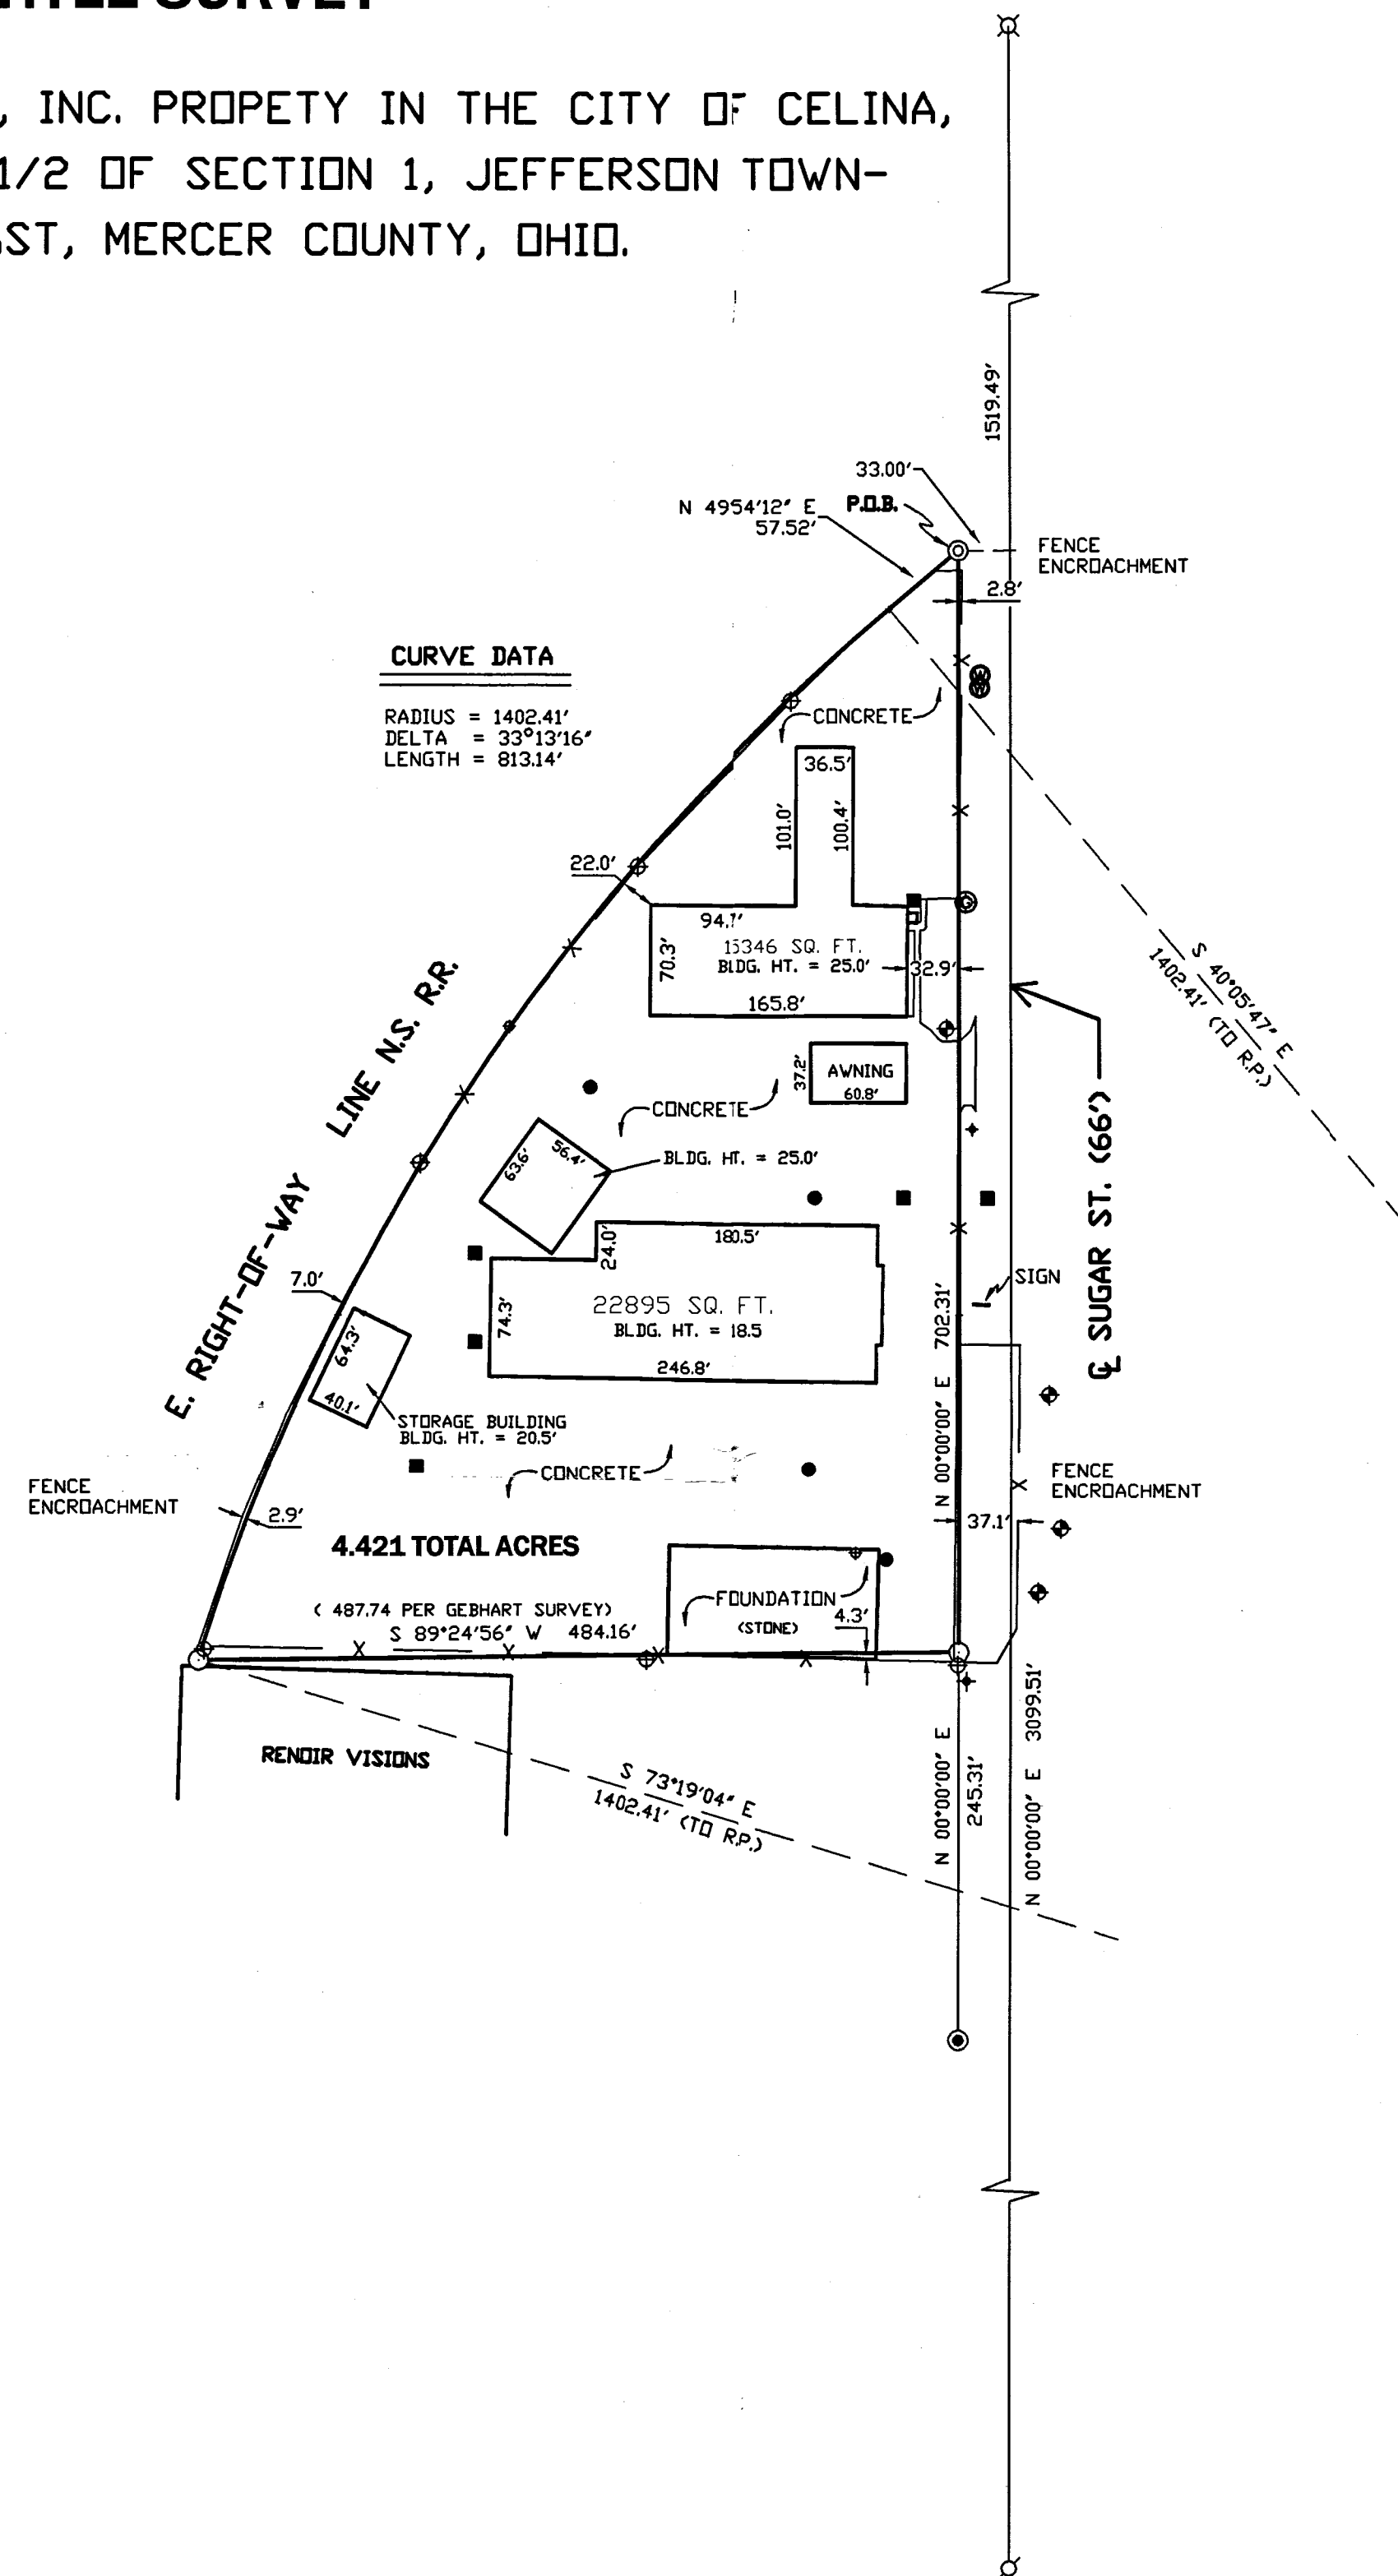 SURVEY
, INC. PROPETY IN THE CITY OF CELINA,
1/2 OF SECTION 1, JEFFERSON TOWN-
ST, MERCER COUNTY, OHIO.
1519.49'
33.00'
P.O.B.
N 4954'12" E
57.52'
FENCE
ENCROACHMENT
2.8'
CURVE DATA
RADIUS = 1402.41'
DELTA = 33°13'16"
LENGTH = 813.14'
CONCRETE
36.5'
101.0'
100.4'
22.0'
94.7'
70.3'
15346 SQ. FT.
BLDG. HT. = 25.0'
32.9'
165.8'
S 40°05'47" E
1402.41' (TO R.P.)
E. RIGHT-OF-WAY LINE N.S. R.R.
37.2'
AWNING
60.8'
CONCRETE
℄ SUGAR ST. (66')
63.6'
56.4'
BLDG. HT. = 25.0'
24.0'
180.5'
7.0'
SIGN
74.3'
22895 SQ. FT.
BLDG. HT. = 18.5
246.8'
N 00°00'00" E 702.31'
64.3'
40.1'
STORAGE BUILDING
BLDG. HT. = 20.5'
CONCRETE
FENCE
ENCROACHMENT
FENCE
ENCROACHMENT
2.9'
37.1'
4.421 TOTAL ACRES
FOUNDATION
(STONE)
4.3'
( 487.74 PER GEBHART SURVEY)
S 89°24'56" W 484.16'
RENOIR VISIONS
S 73°19'04" E
1402.41' (TO R.P.)
N 00°00'00" E
245.31'
N 00°00'00" E 3099.51'